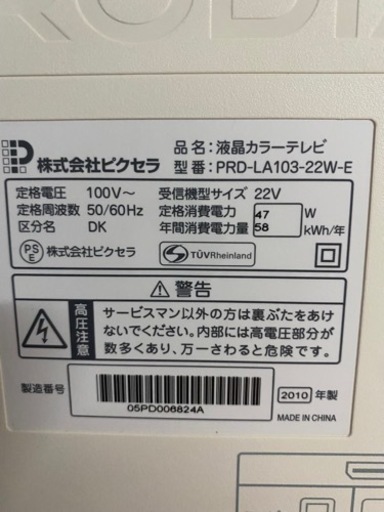 品名：液晶カラーテレビ
株式会社ピクセラ 型番：PRD-LA103-22W-E
定格電圧 100V～ 受信機型サイズ 22V
定格周波数 50/60Hz 定格消費電力 47 W
区分名 DK 年間消費電力量 58 kWh/年
PS E 株式会社ピクセラ TÜVRheinland
警告
高圧注意
サービスマン以外の方は裏ぶたをあけ
ないでください。内部には高電圧部分が
数多くあり、万一さわると危険です。
製造番号
05PD006824A
2010 年製
MADE IN CHINA